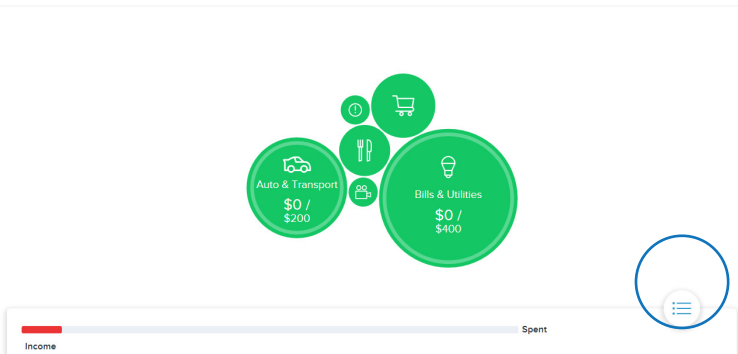 Auto & Transport
$0 /
$200
Bills & Utilities
$0 /
$400
Spent
Income